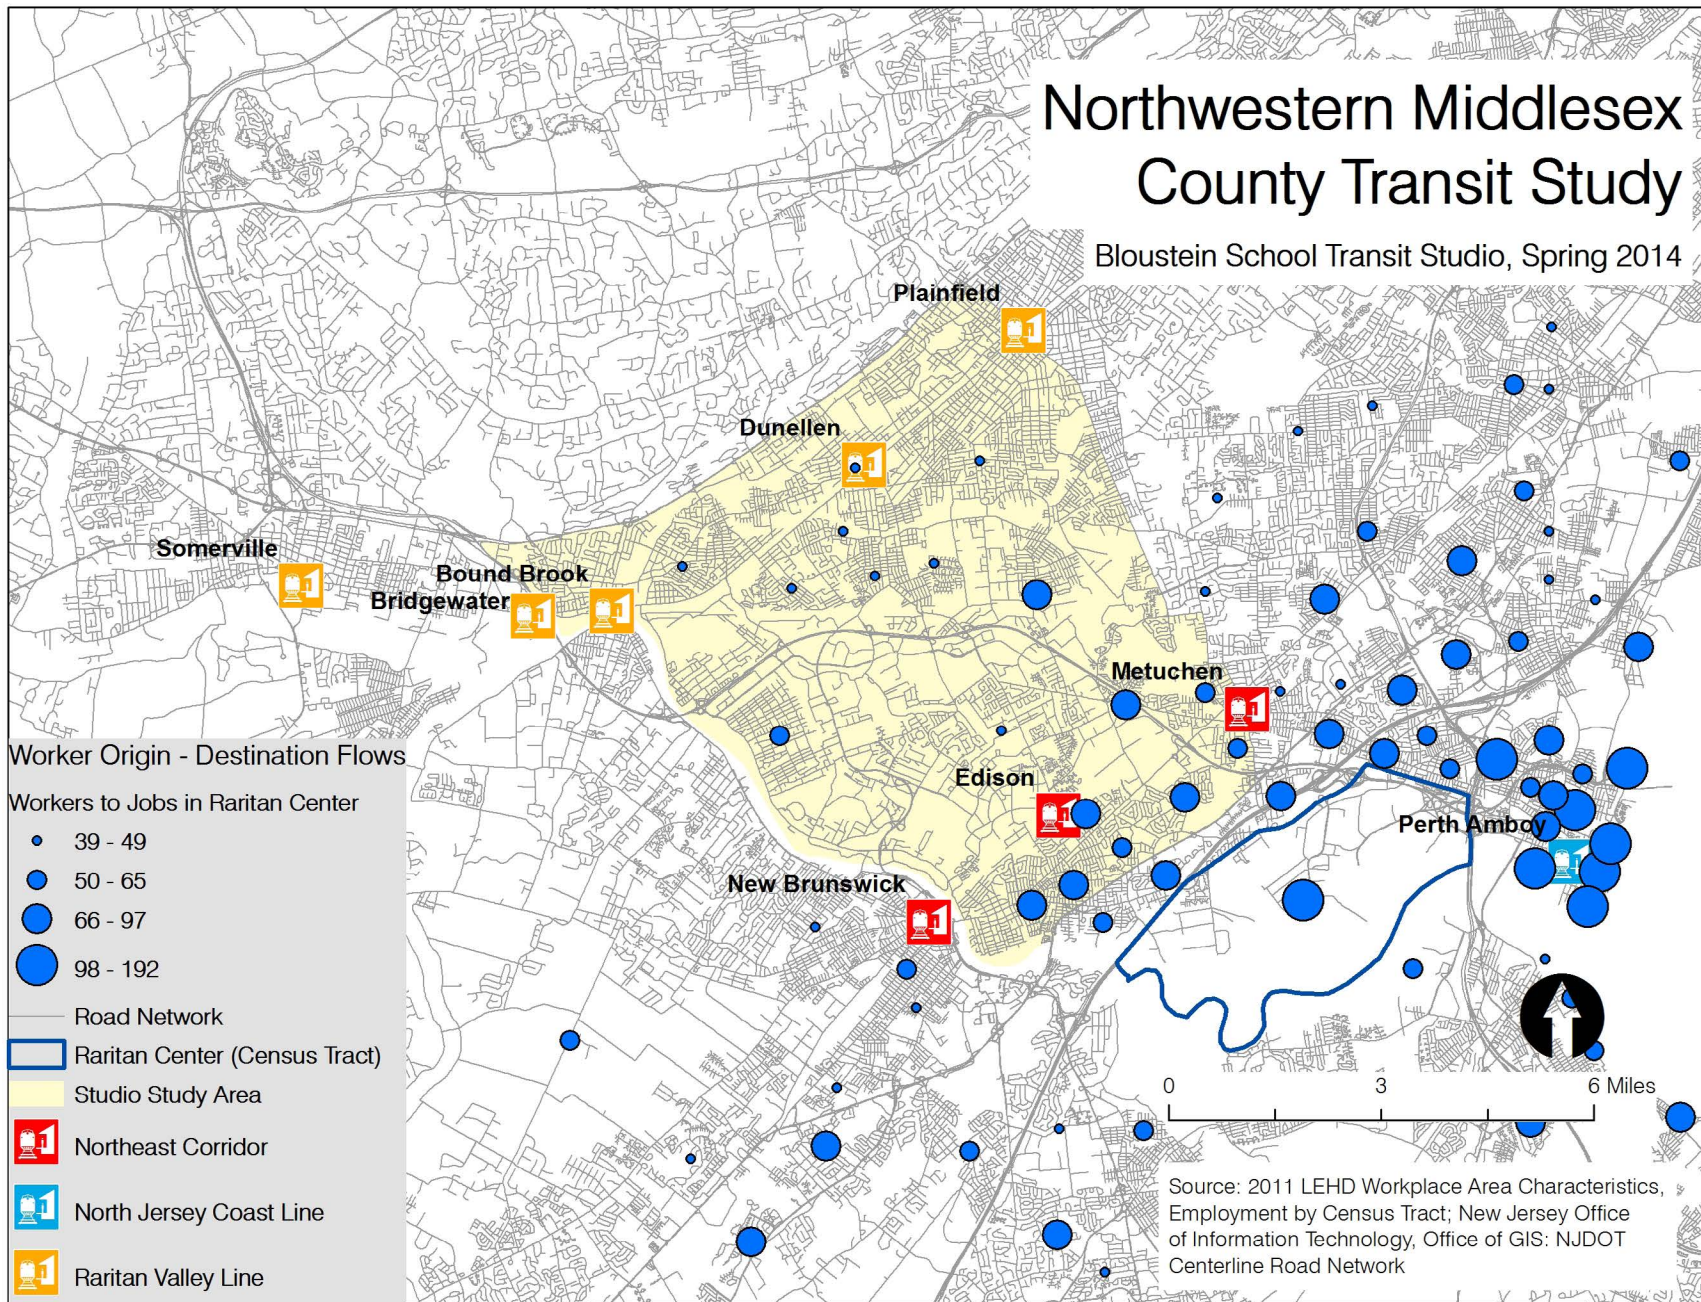 Northwestern Middlesex
County Transit Study
Bloustein School Transit Studio, Spring 2014
Plainfield
Dunellen
Somerville
Bound Brook
Bridgewater
Metuchen
Edison
Perth Amboy
New Brunswick
Worker Origin - Destination Flows
Workers to Jobs in Raritan Center
39 - 49
50 - 65
66 - 97
98 - 192
Road Network
Raritan Center (Census Tract)
Studio Study Area
Northeast Corridor
North Jersey Coast Line
Raritan Valley Line
0 3 6 Miles
Source: 2011 LEHD Workplace Area Characteristics,
Employment by Census Tract; New Jersey Office
of Information Technology, Office of GIS: NJDOT
Centerline Road Network